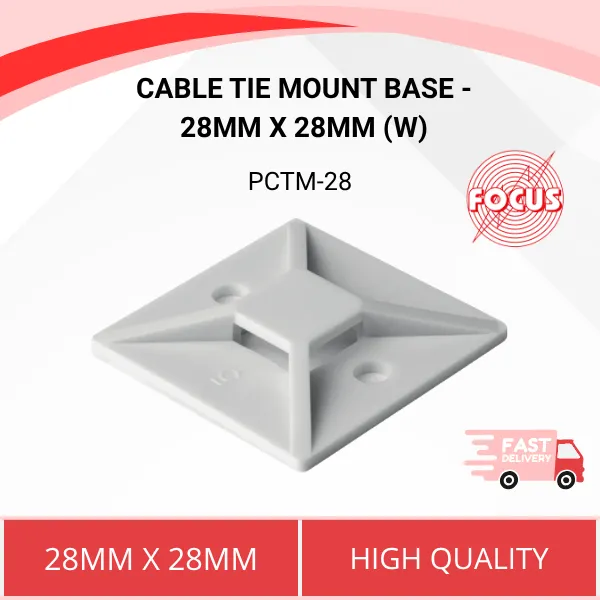 CABLE TIE MOUNT BASE -
28MM X 28MM (W)
PCTM-28
FOCUS
FAST
DELIVERY
28MM X 28MM
HIGH QUALITY